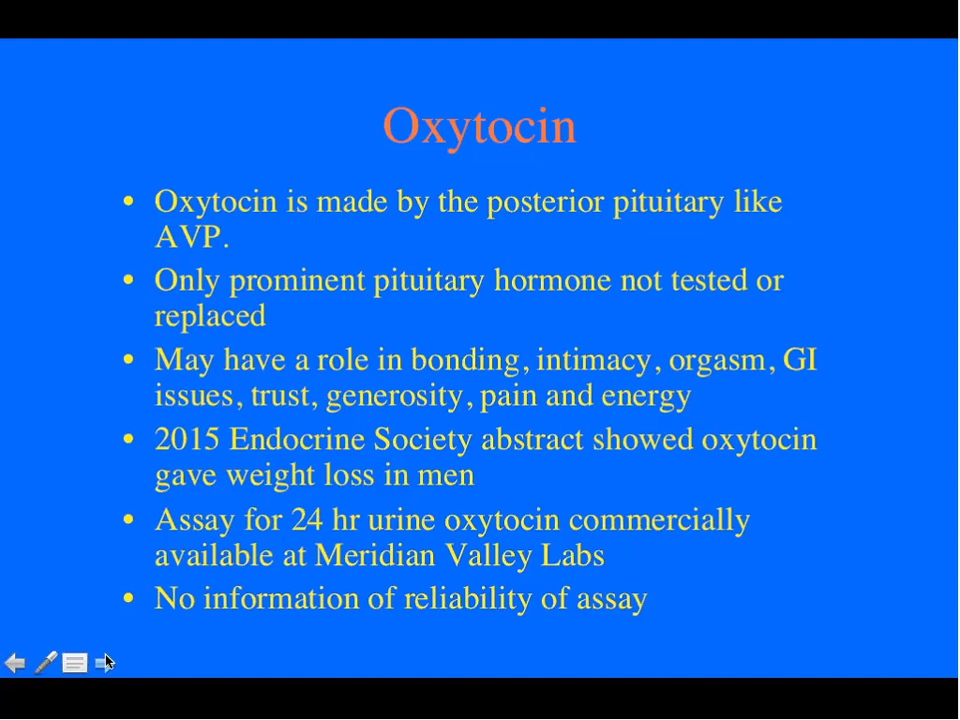 Oxytocin
• Oxytocin is made by the posterior pituitary like
AVP.
• Only prominent pituitary hormone not tested or
replaced
• May have a role in bonding, intimacy, orgasm, GI
issues, trust, generosity, pain and energy
• 2015 Endocrine Society abstract showed oxytocin
gave weight loss in men
• Assay for 24 hr urine oxytocin commercially
available at Meridian Valley Labs
• No information of reliability of assay